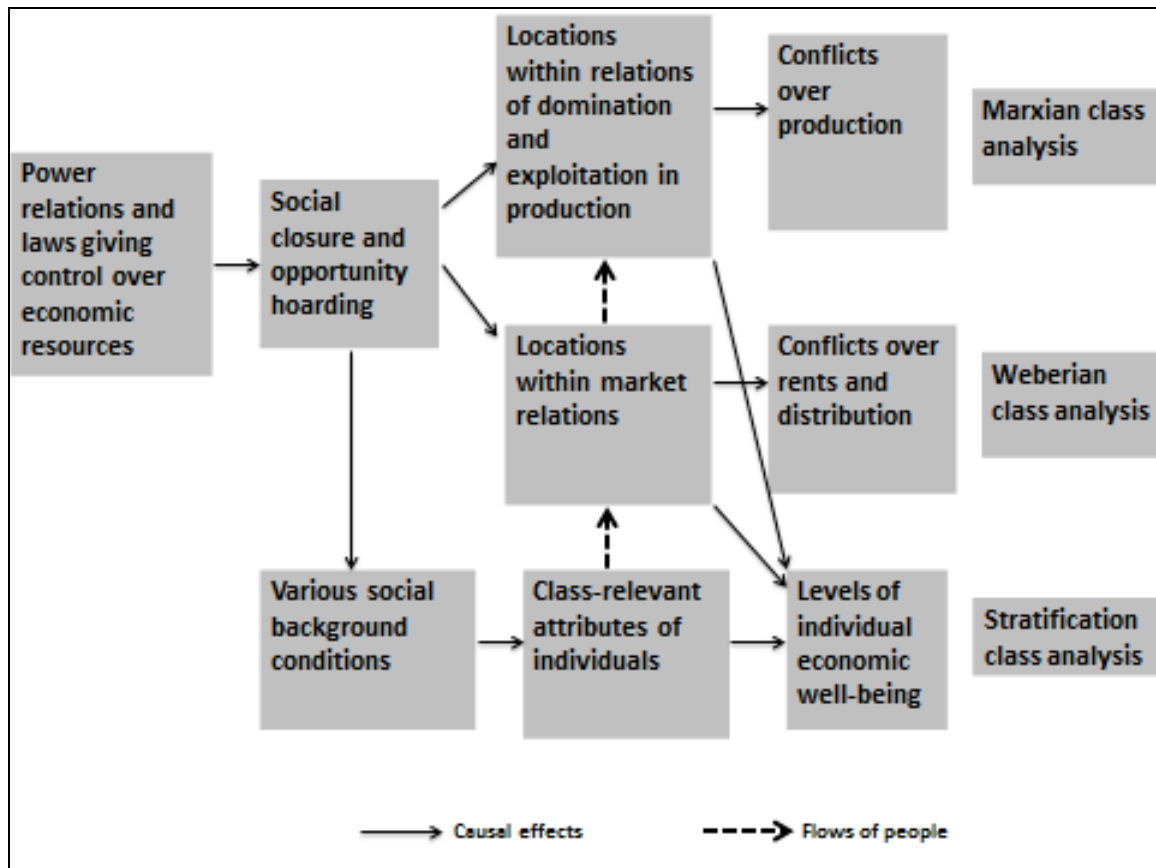 Power
relations and
laws giving
control over
economic
resources
Social
closure and
opportunity
hoarding
Locations
within relations
of domination
and
exploitation in
production
Conflicts
over
production
Marxian class
analysis
Locations
within market
relations
Conflicts over
rents and
distribution
Weberian
class analysis
Various social
background
conditions
Class-relevant
attributes of
individuals
Levels of
individual
economic
well-being
Stratification
class analysis
Causal effects
Flows of people